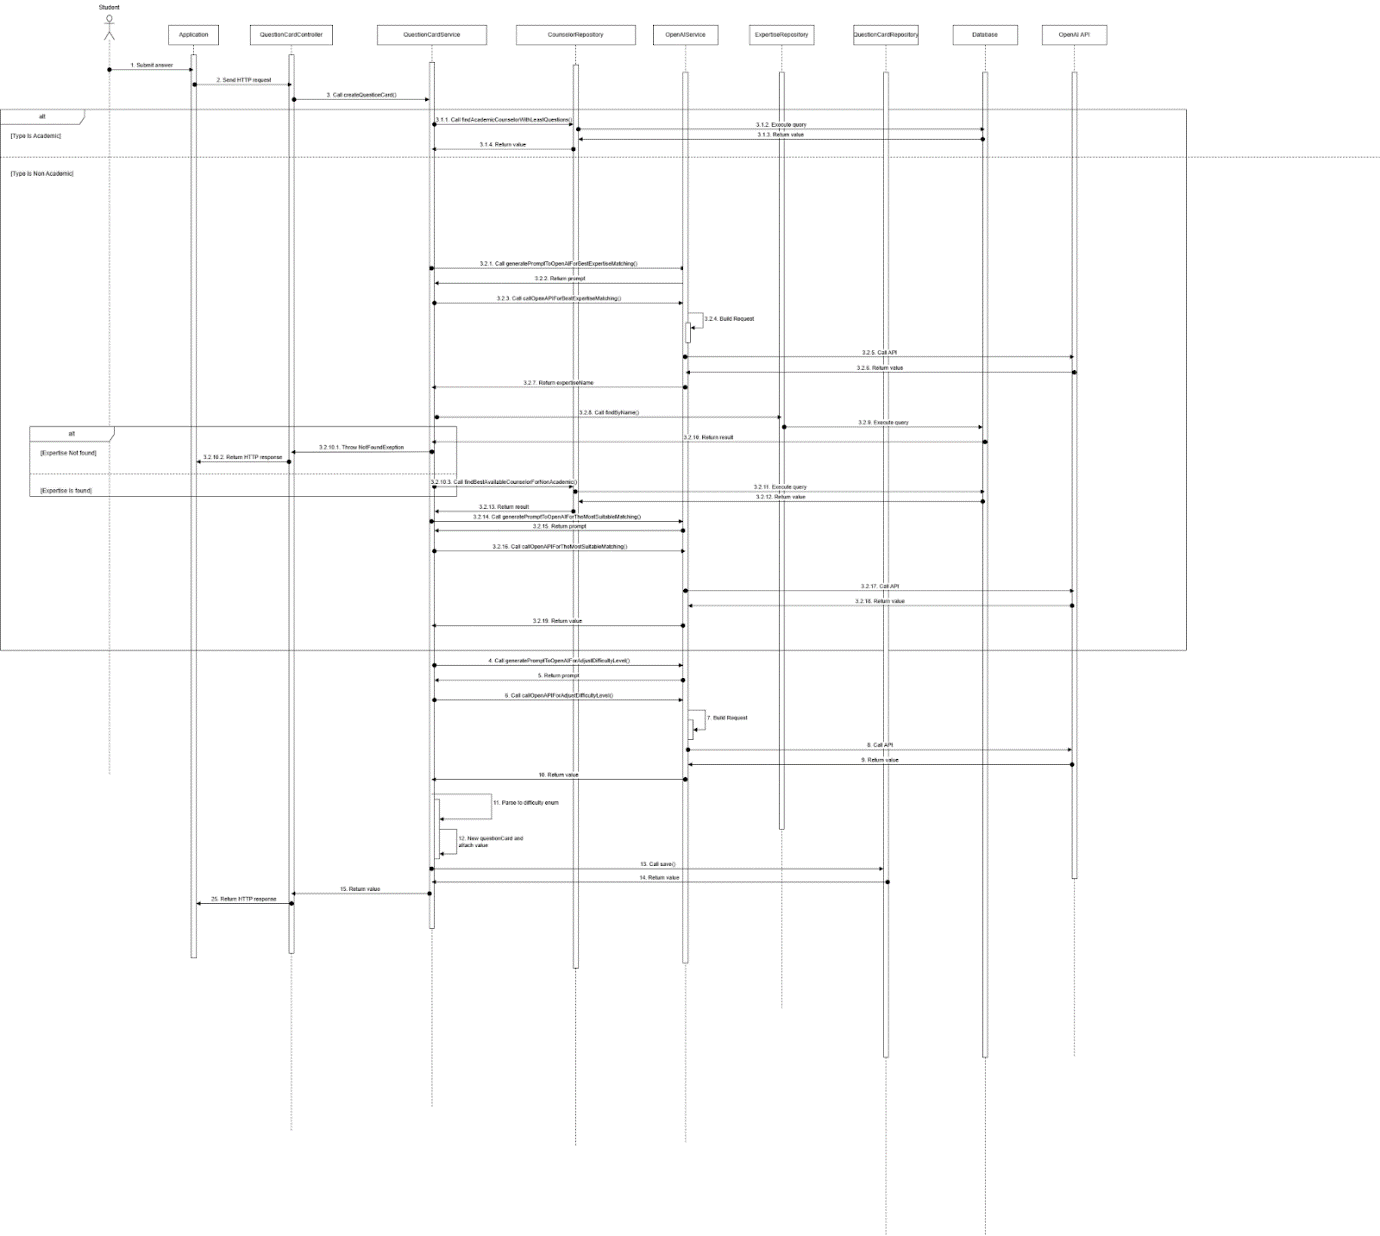 Student
Application
QuestionCardController
QuestionCardService
CounselorRepository
OpenAIService
ExpertiseRepository
QuestionCardRepository
Database
OpenAI API
1. Submit answer
2. Send HTTP request
3. Call createQuestionCard()
alt
[Type is Academic]
3.1.1. Call findAcademicCounselorWithLeastQuestions()
3.1.2. Execute query
3.1.3. Return value
3.1.4. Return value
[Type is Non Academic]
3.2.1. Call generatePromptToOpenAIForBestExpertiseMatching()
3.2.2. Return prompt
3.2.3. Call callOpenAPIForBestExpertiseMatching()
3.2.4. Build Request
3.2.5. Call API
3.2.6. Return value
3.2.7. Return expertiseName
3.2.8. Call findByName()
3.2.9. Execute query
3.2.10. Return result
alt
[Expertise Not found]
3.2.10.1. Throw NotFoundExeption
3.2.10.2. Return HTTP response
[Expertise is found]
3.2.10.3. Call findBestAvailableCounselorForNonAcademic()
3.2.11. Execute query
3.2.12. Return value
3.2.13. Return result
3.2.14. Call generatePromptToOpenAIForTheMostSuitableMatching()
3.2.15. Return prompt
3.2.16. Call callOpenAPIForTheMostSuitableMatching()
3.2.17. Call API
3.2.18. Return value
3.2.19. Return value
4. Call generatePromptToOpenAIForAdjustDifficultyLevel()
5. Return prompt
6. Call callOpenAPIForAdjustDifficultyLevel()
7. Build Request
8. Call API
9. Return value
10. Return value
11. Parse to difficulty enum
12. New questionCard and
attach value
13. Call save()
14. Return value
15. Return value
25. Return HTTP response